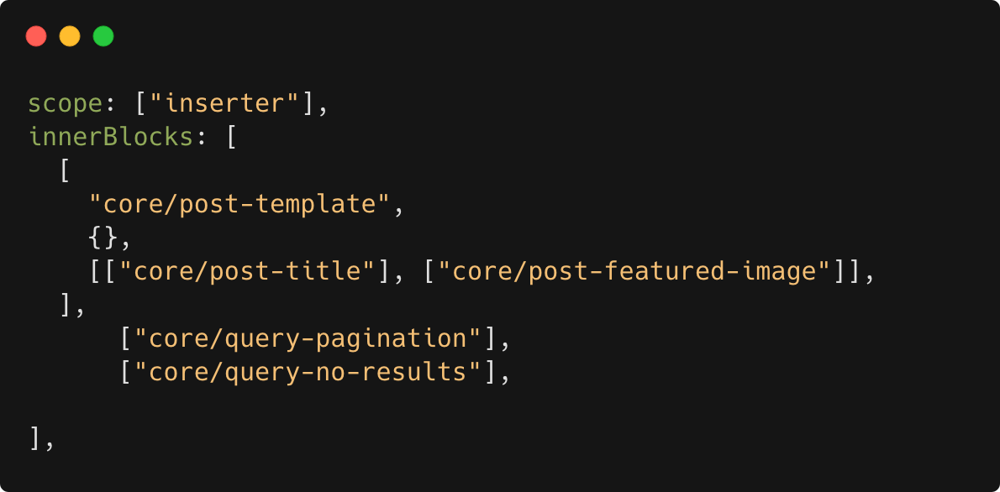 scope: ["inserter"],
innerBlocks: [
  [
    "core/post-template",
    {},
    [["core/post-title"], ["core/post-featured-image"]],
  ],
      ["core/query-pagination"],
      ["core/query-no-results"],

],